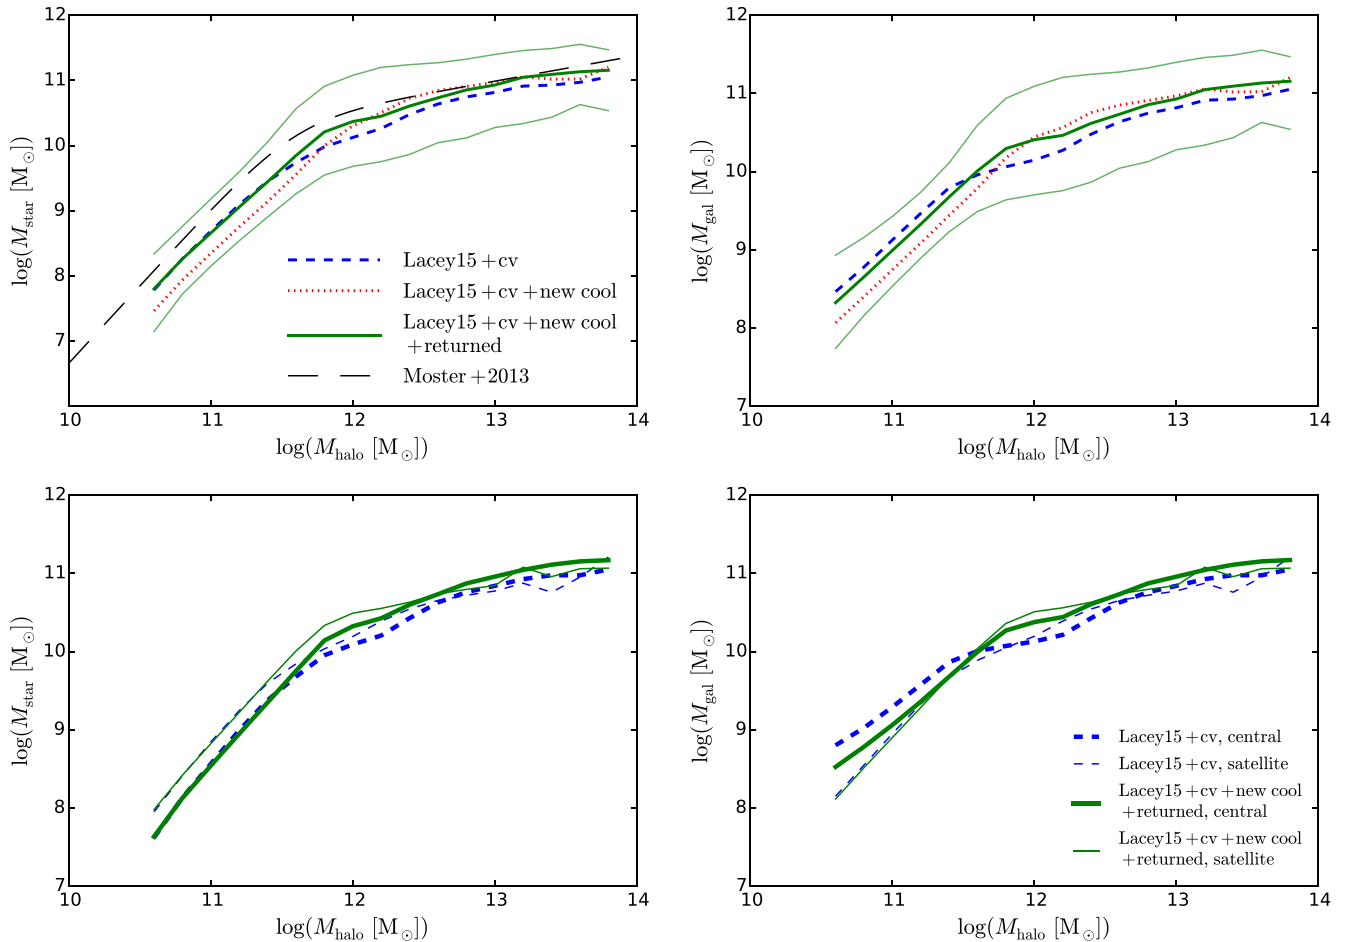 12
11
10
9
8
7
log(M_star [M_⊙])
10 11 12 13 14
log(M_halo [M_⊙])
Lacey15+cv
Lacey15+cv+new cool
Lacey15+cv+new cool
+returned
Moster+2013
12
11
10
9
8
7
log(M_gal [M_⊙])
10 11 12 13 14
log(M_halo [M_⊙])
12
11
10
9
8
7
log(M_star [M_⊙])
10 11 12 13 14
log(M_halo [M_⊙])
12
11
10
9
8
7
log(M_gal [M_⊙])
10 11 12 13 14
log(M_halo [M_⊙])
Lacey15+cv, central
Lacey15+cv, satellite
Lacey15+cv+new cool
+returned, central
Lacey15+cv+new cool
+returned, satellite